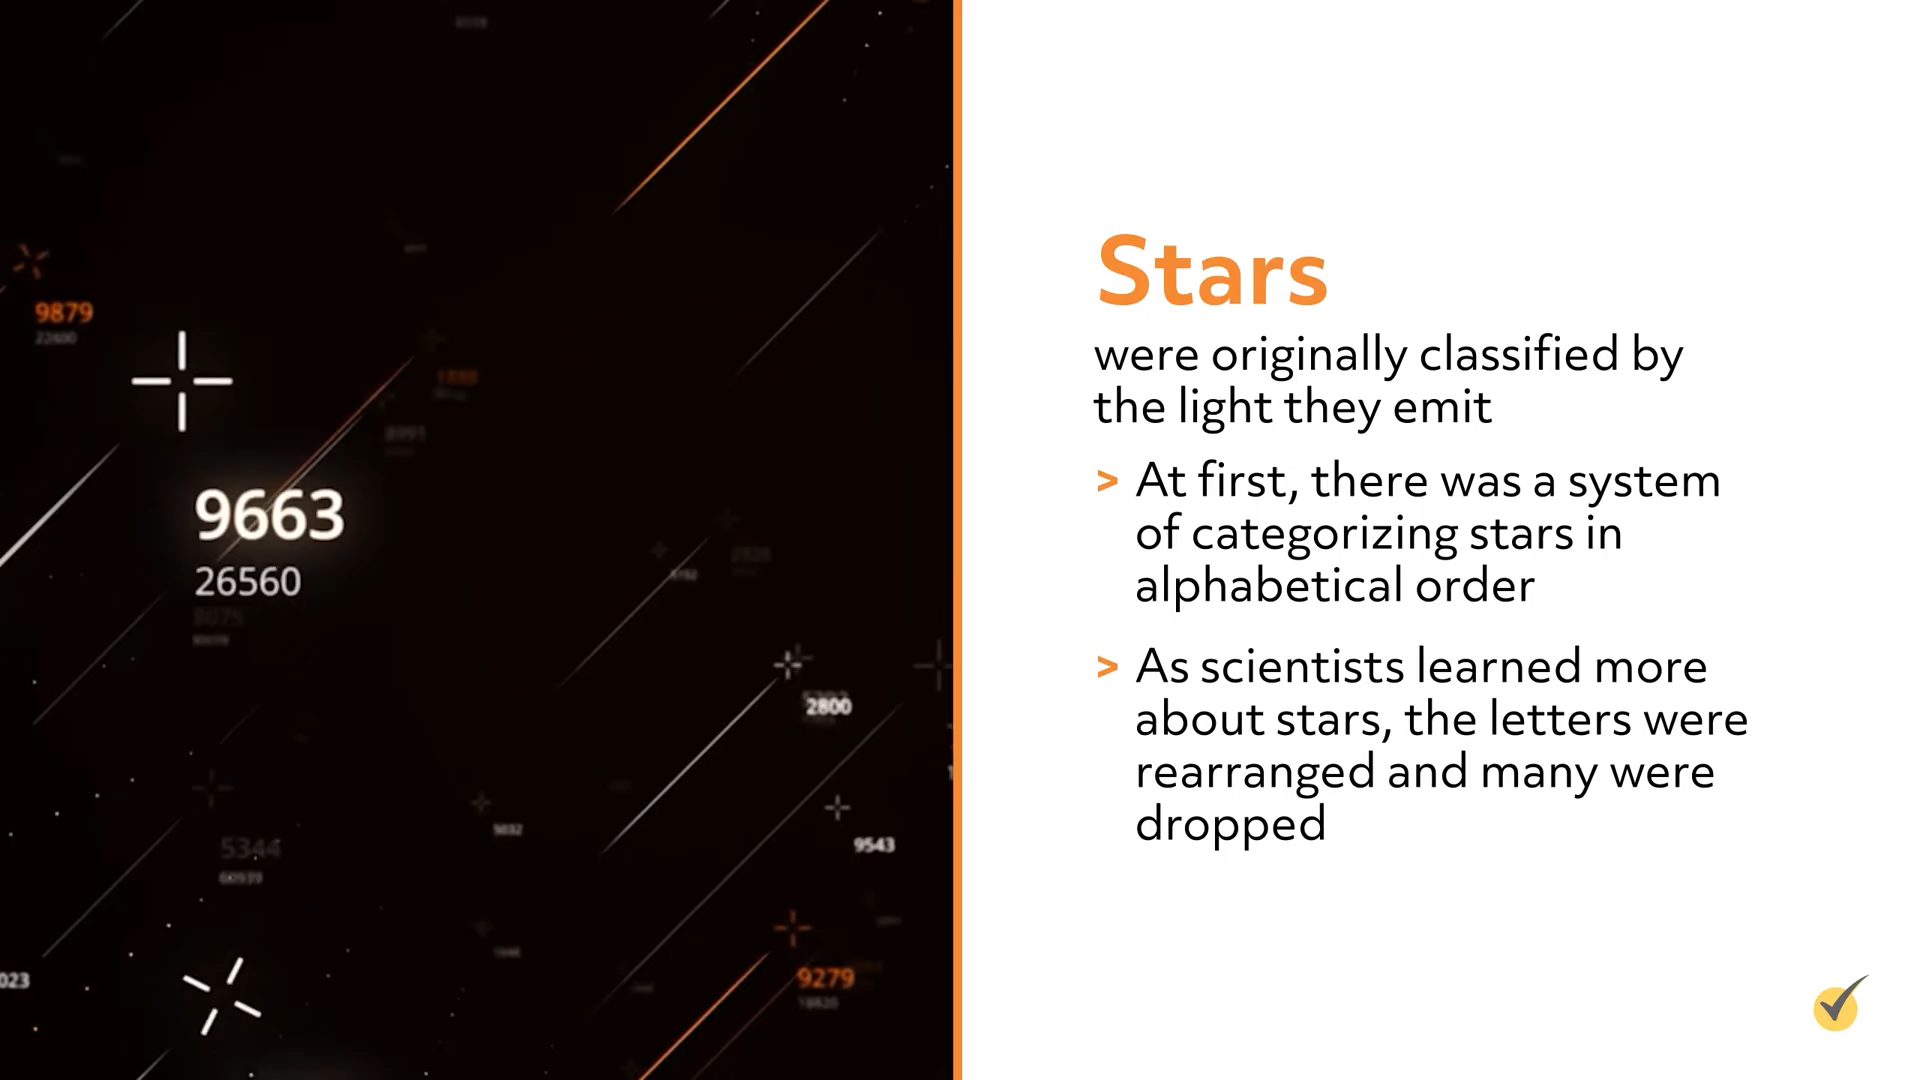 9879
9663
26560
2800
5344
9543
023
9279
Stars
were originally classified by
the light they emit
> At first, there was a system
of categorizing stars in
alphabetical order
> As scientists learned more
about stars, the letters were
rearranged and many were
dropped